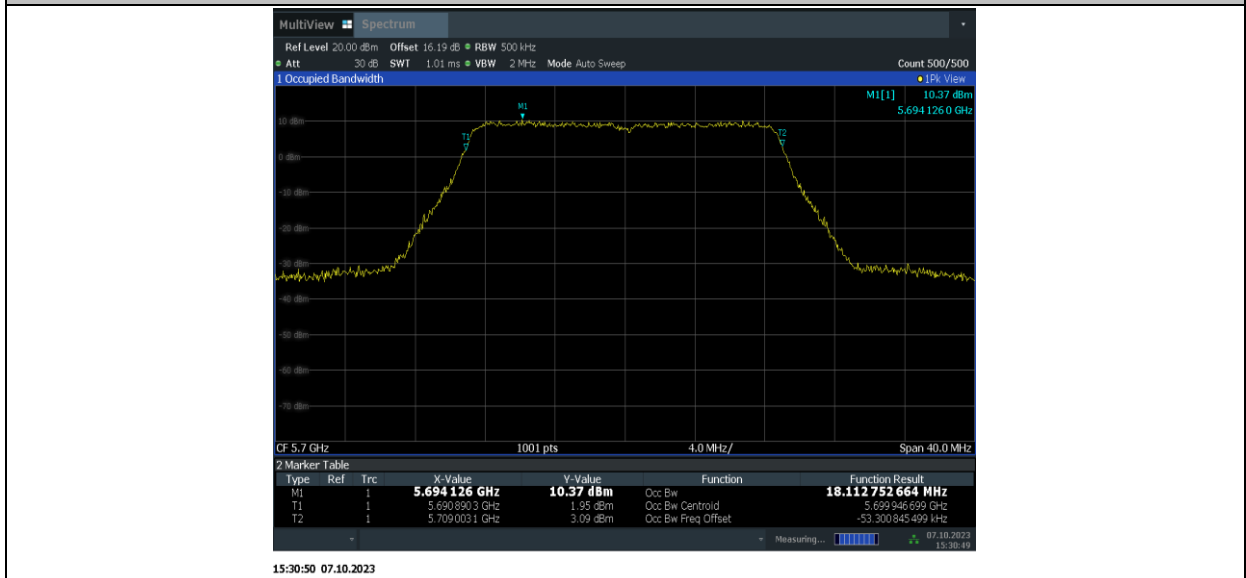 MultiView Spectrum
Ref Level 20.00 dBm Offset 16.19 dB RBW 500 kHz
Att 30 dB SWT 1.01 ms VBW 2 MHz Mode Auto Sweep Count 500/500
1 Occupied Bandwidth 1Pk View
M1[1] 10.37 dBm
5.694 126 0 GHz
M1
10 dBm
T1
T2
0 dBm
-10 dBm
-20 dBm
-30 dBm
-40 dBm
-50 dBm
-60 dBm
-70 dBm
CF 5.7 GHz 1001 pts 4.0 MHz/ Span 40.0 MHz
2 Marker Table
Type Ref Trc X-Value Y-Value Function Function Result
M1 1 5.694 126 GHz 10.37 dBm Occ Bw 18.112 752 664 MHz
T1 1 5.690 890 3 GHz 1.95 dBm Occ Bw Centroid 5.699 946 699 GHz
T2 1 5.709 003 1 GHz 3.09 dBm Occ Bw Freq Offset -53.300 845 499 kHz
Measuring... 07.10.2023
15:30:49
15:30:50 07.10.2023